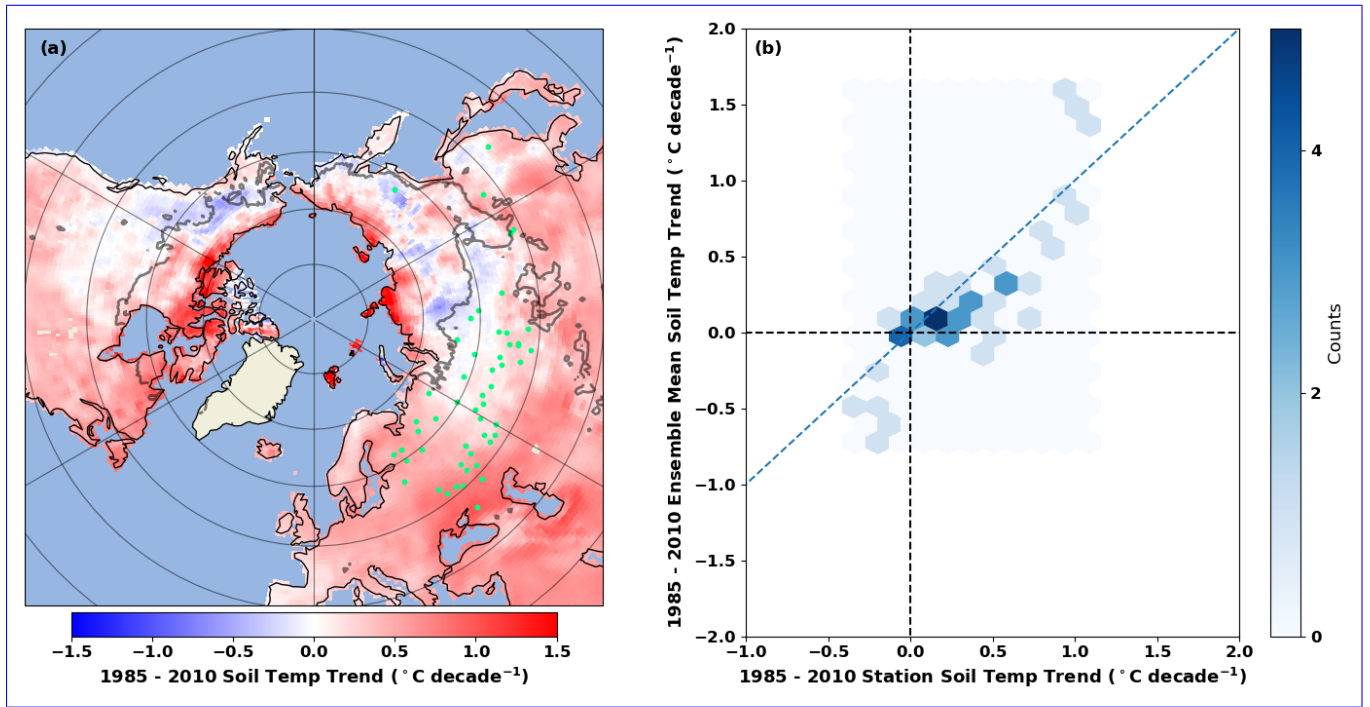 (a)
−1.5 −1.0 −0.5 0.0 0.5 1.0 1.5
1985 - 2010 Soil Temp Trend (°C decade⁻¹)
1985 - 2010 Ensemble Mean Soil Temp Trend (°C decade⁻¹)
(b)
2.0
1.5
1.0
0.5
0.0
−0.5
−1.0
−1.5
−2.0
−1.0 −0.5 0.0 0.5 1.0 1.5 2.0
1985 - 2010 Station Soil Temp Trend (°C decade⁻¹)
4
2
0
Counts